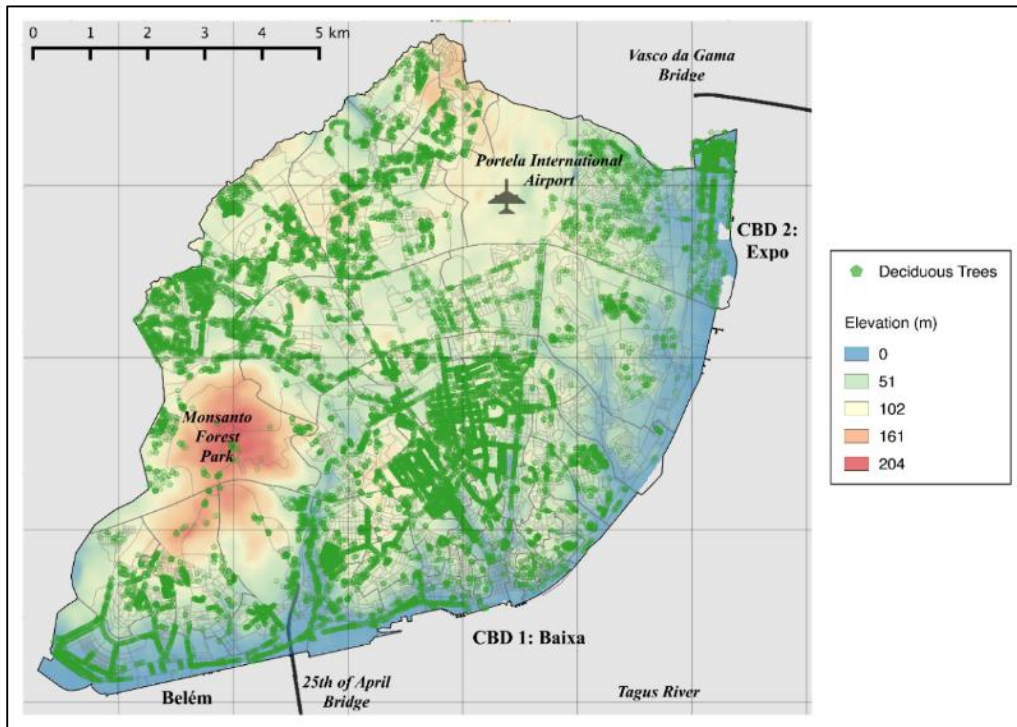 0 1 2 3 4 5 km
Vasco da Gama
Bridge
Portela International
Airport
CBD 2:
Expo
Deciduous Trees
Elevation (m)
0
51
102
161
204
Monsanto
Forest
Park
CBD 1: Baixa
25th of April
Bridge
Belém
Tagus River